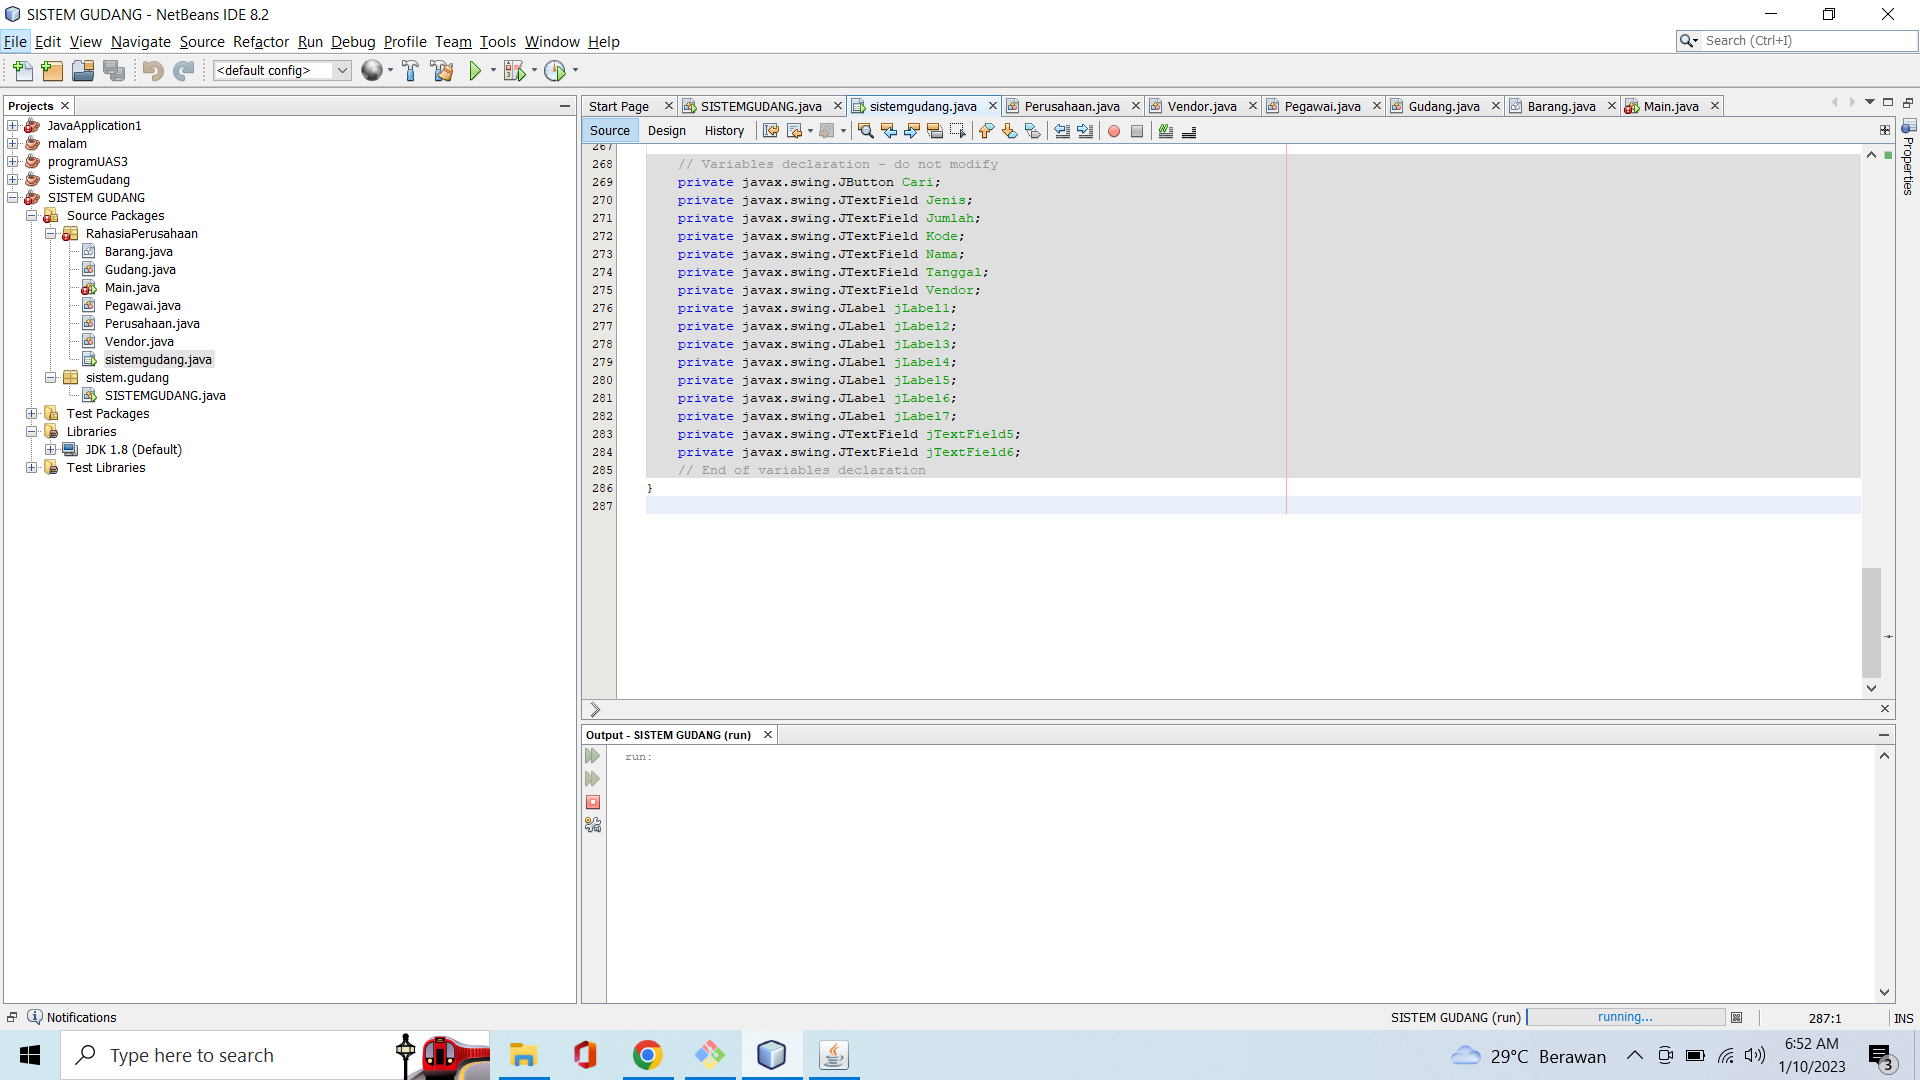 SISTEM GUDANG - NetBeans IDE 8.2
File Edit View Navigate Source Refactor Run Debug Profile Team Tools Window Help
Search (Ctrl+I)
<default config>
Projects
JavaApplication1
malam
programUAS3
SistemGudang
SISTEM GUDANG
Source Packages
RahasiaPerusahaan
Barang.java
Gudang.java
Main.java
Pegawai.java
Perusahaan.java
Vendor.java
sistemgudang.java
sistem.gudang
SISTEMGUDANG.java
Test Packages
Libraries
JDK 1.8 (Default)
Test Libraries
Start Page SISTEMGUDANG.java sistemgudang.java Perusahaan.java Vendor.java Pegawai.java Gudang.java Barang.java Main.java
Source Design History
Properties
267
268 // Variables declaration - do not modify
269 private javax.swing.JButton Cari;
270 private javax.swing.JTextField Jenis;
271 private javax.swing.JTextField Jumlah;
272 private javax.swing.JTextField Kode;
273 private javax.swing.JTextField Nama;
274 private javax.swing.JTextField Tanggal;
275 private javax.swing.JTextField Vendor;
276 private javax.swing.JLabel jLabel1;
277 private javax.swing.JLabel jLabel2;
278 private javax.swing.JLabel jLabel3;
279 private javax.swing.JLabel jLabel4;
280 private javax.swing.JLabel jLabel5;
281 private javax.swing.JLabel jLabel6;
282 private javax.swing.JLabel jLabel7;
283 private javax.swing.JTextField jTextField5;
284 private javax.swing.JTextField jTextField6;
285 // End of variables declaration
286 }
287
Output - SISTEM GUDANG (run)
run:
Notifications
SISTEM GUDANG (run) running... 287:1 INS
Type here to search
29°C Berawan
6:52 AM
1/10/2023
3